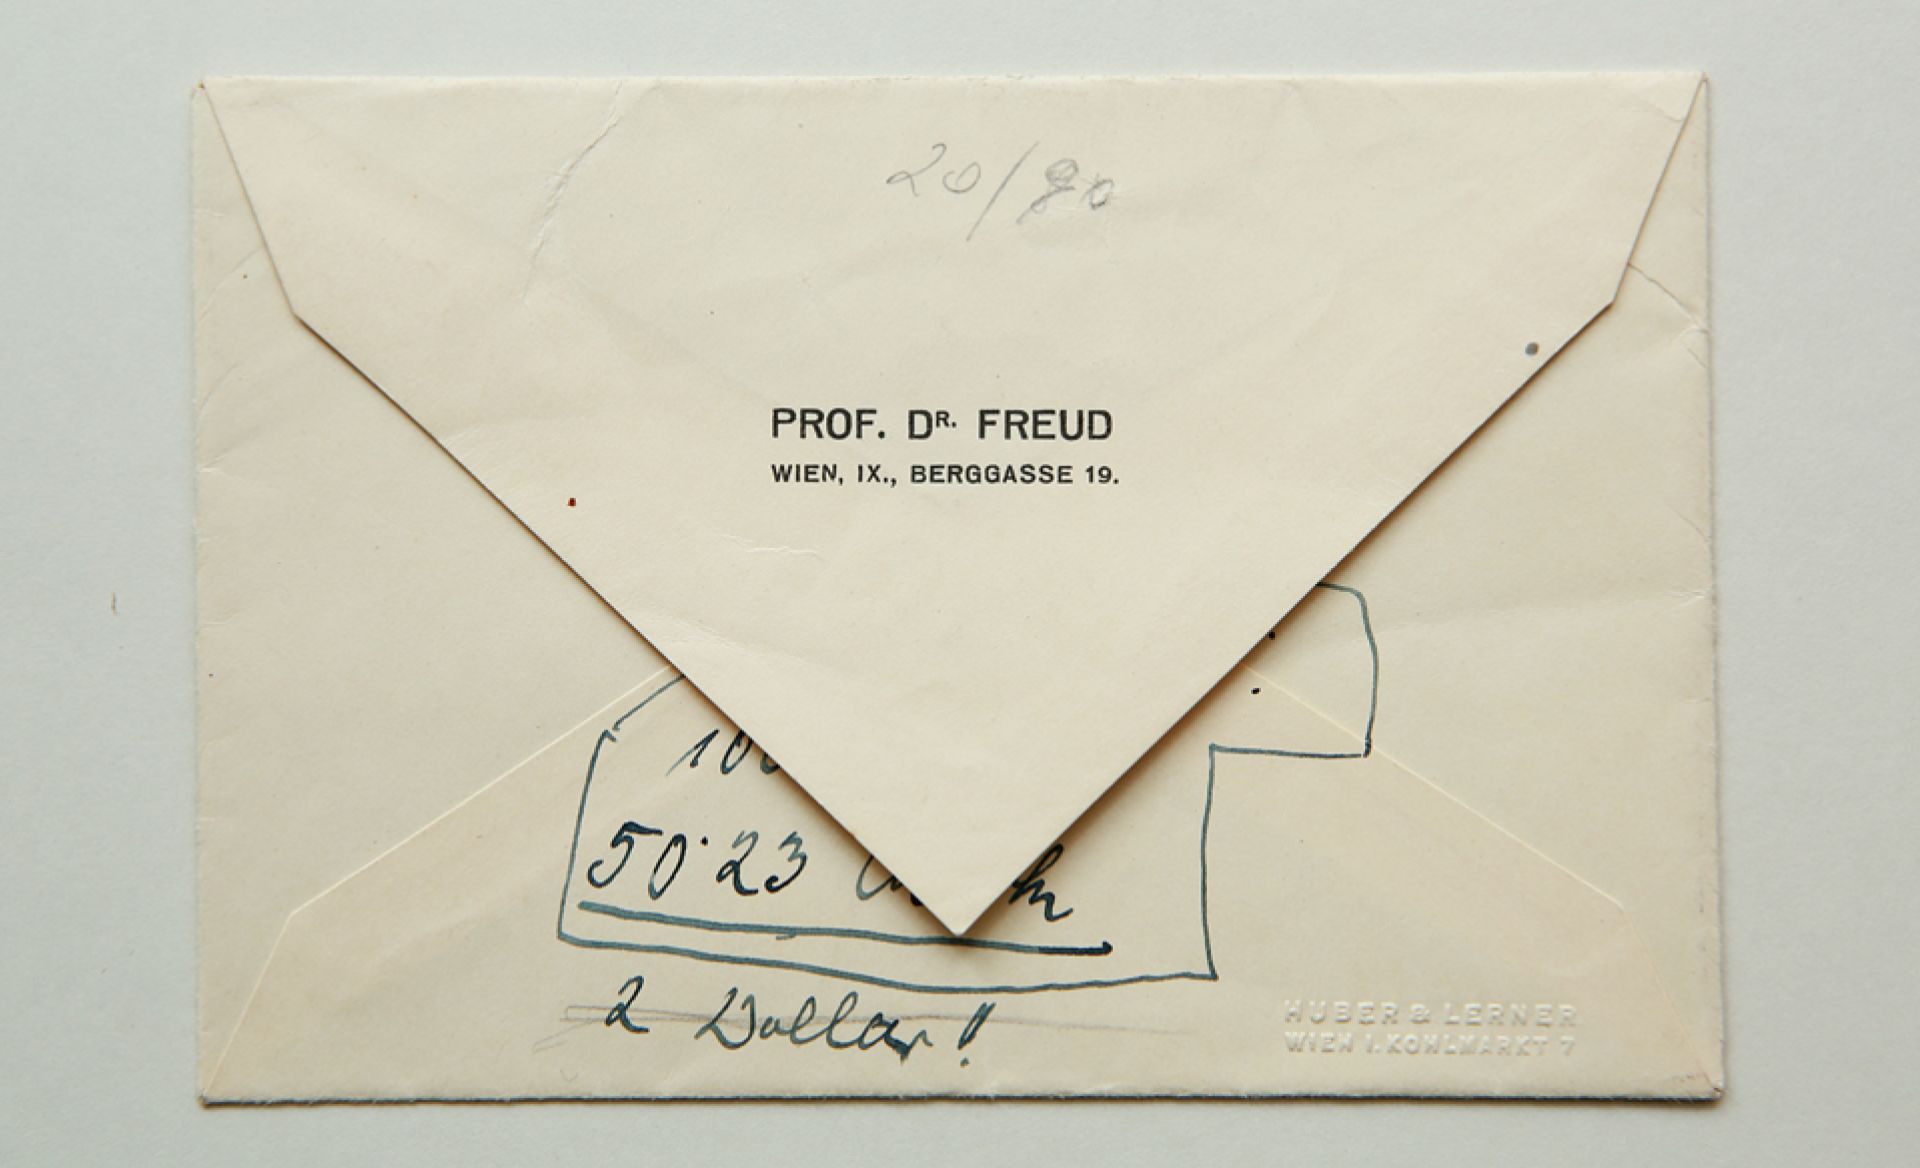 20/80
PROF. DR. FREUD
WIEN, IX., BERGGASSE 19.
50·23
2 Dollar!
HUBER & LERNER
WIEN I. KOHLMARKT 7